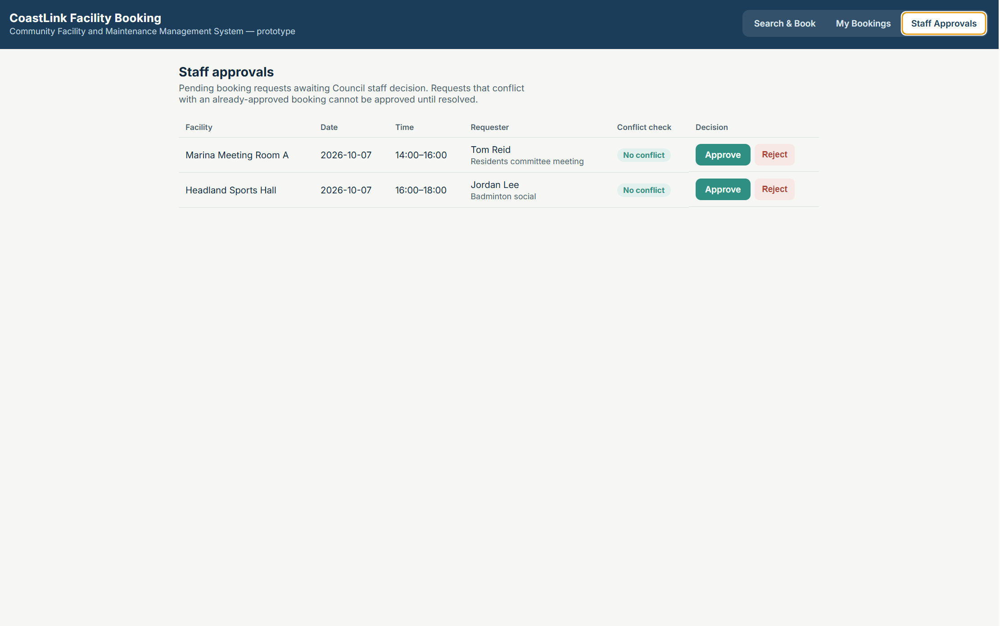 CoastLink Facility Booking
Community Facility and Maintenance Management System — prototype
Search & Book My Bookings Staff Approvals
Staff approvals
Pending booking requests awaiting Council staff decision. Requests that conflict
with an already-approved booking cannot be approved until resolved.
Facility Date Time Requester Conflict check Decision
Marina Meeting Room A 2026-10-07 14:00–16:00 Tom Reid No conflict Approve Reject
Residents committee meeting
Headland Sports Hall 2026-10-07 16:00–18:00 Jordan Lee No conflict Approve Reject
Badminton social